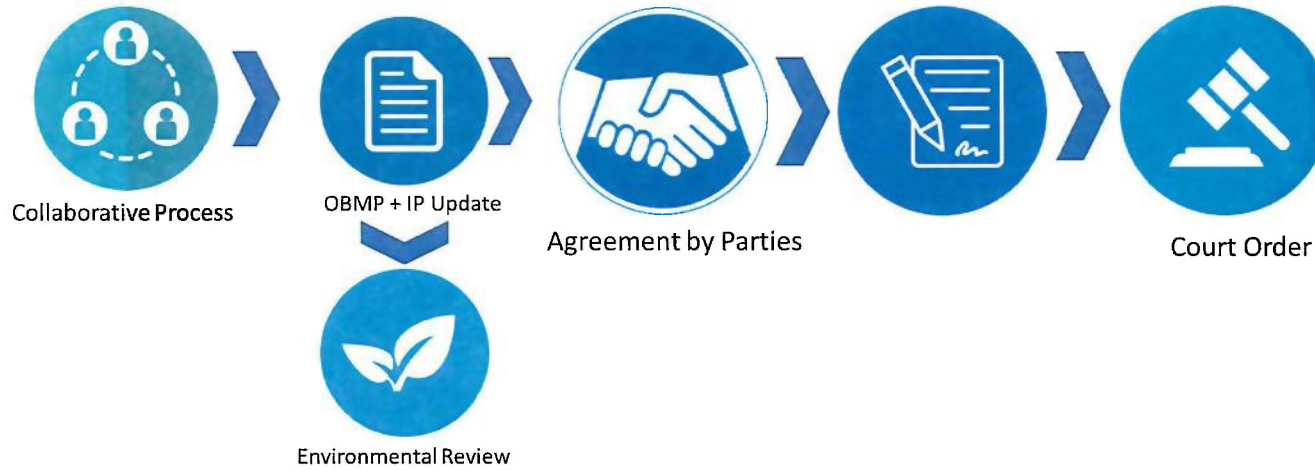 Collaborative Process
OBMP + IP Update
Agreement by Parties
Court Order
Environmental Review